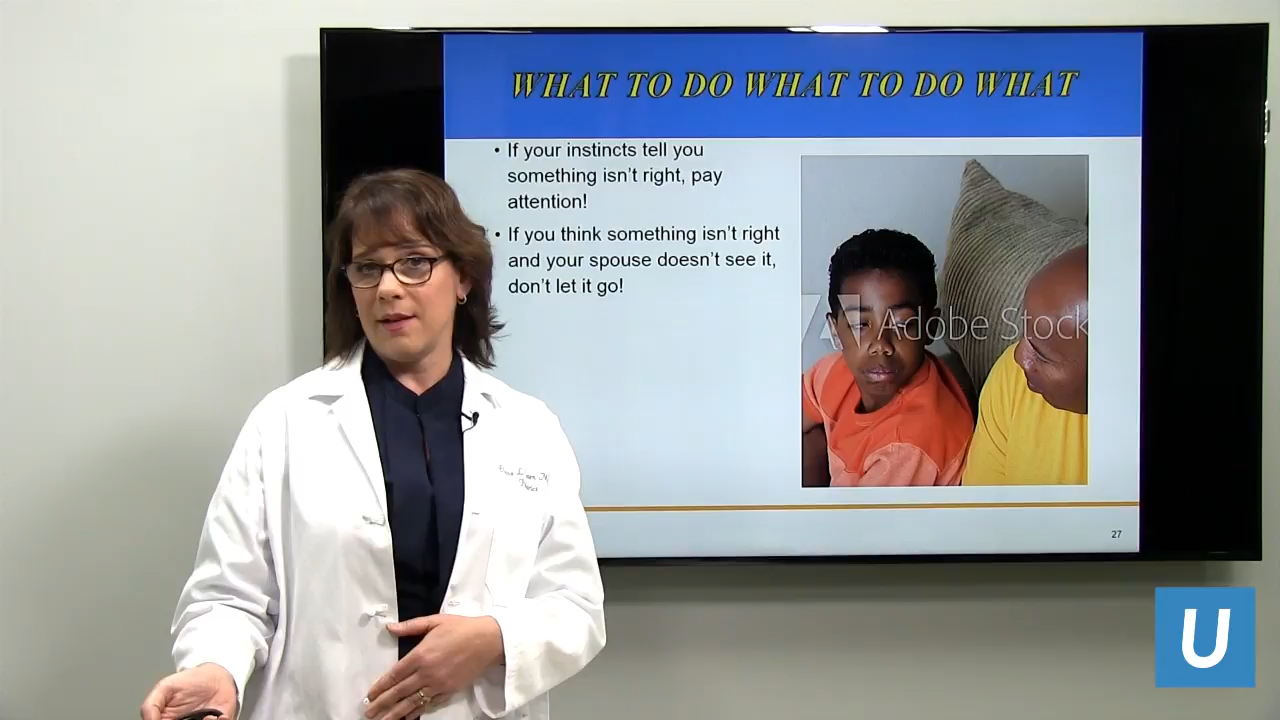 WHAT TO DO WHAT TO DO WHAT
• If your instincts tell you
something isn't right, pay
attention!
• If you think something isn't right
and your spouse doesn't see it,
don't let it go!
Adobe Stock
27
U